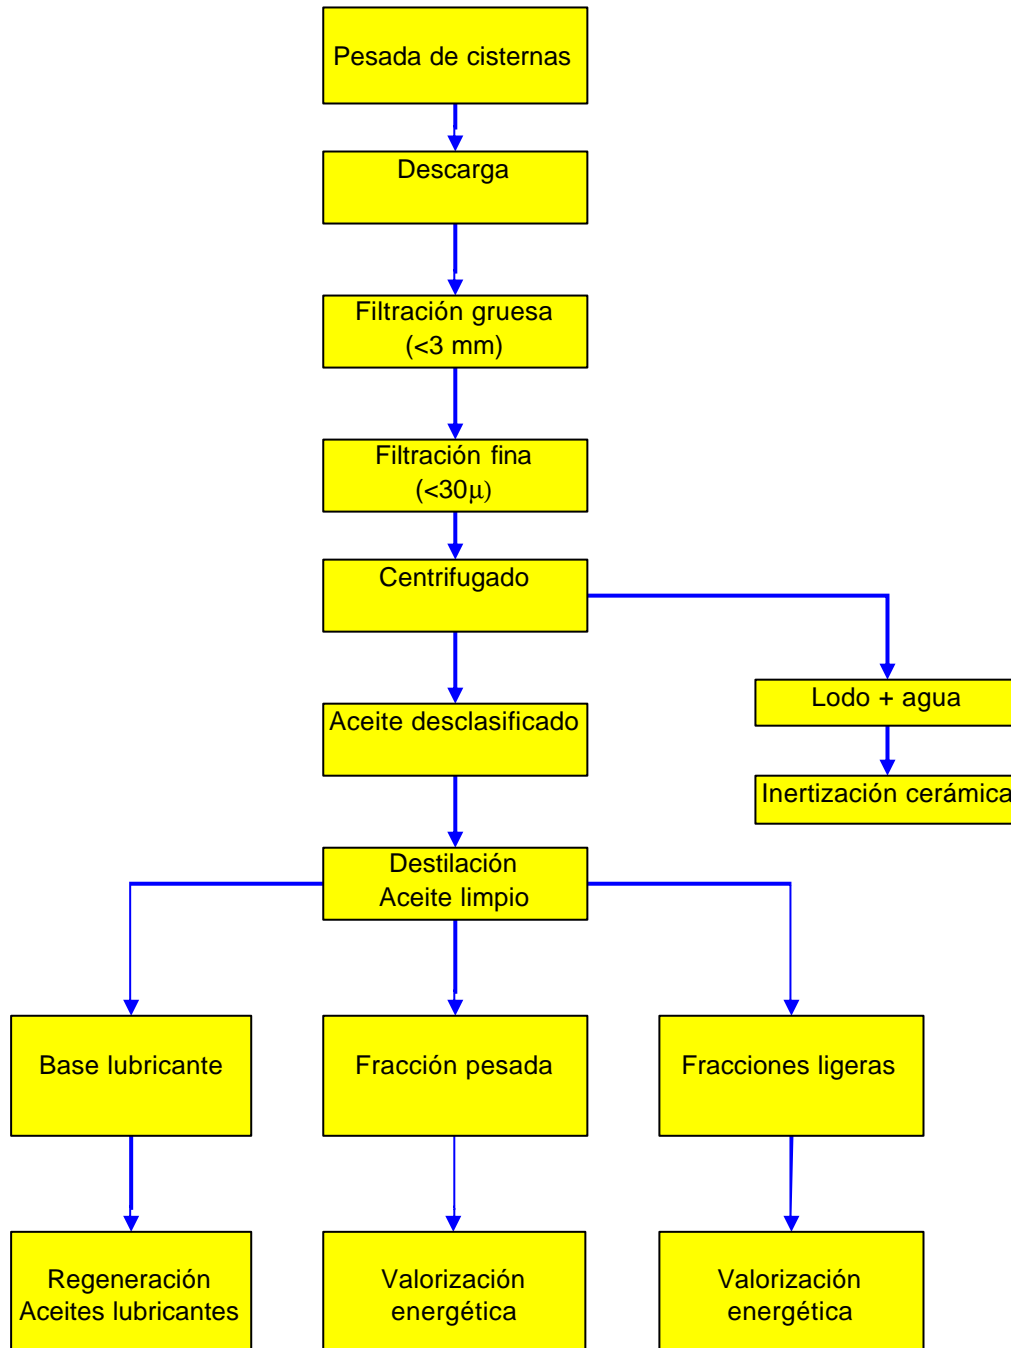 Pesada de cisternas
Descarga
Filtración gruesa
(<3 mm)
Filtración fina
(<30μ)
Centrifugado
Lodo + agua
Aceite desclasificado
Inertización cerámica
Destilación
Aceite limpio
Base lubricante
Fracción pesada
Fracciones ligeras
Regeneración
Aceites lubricantes
Valorización
energética
Valorización
energética